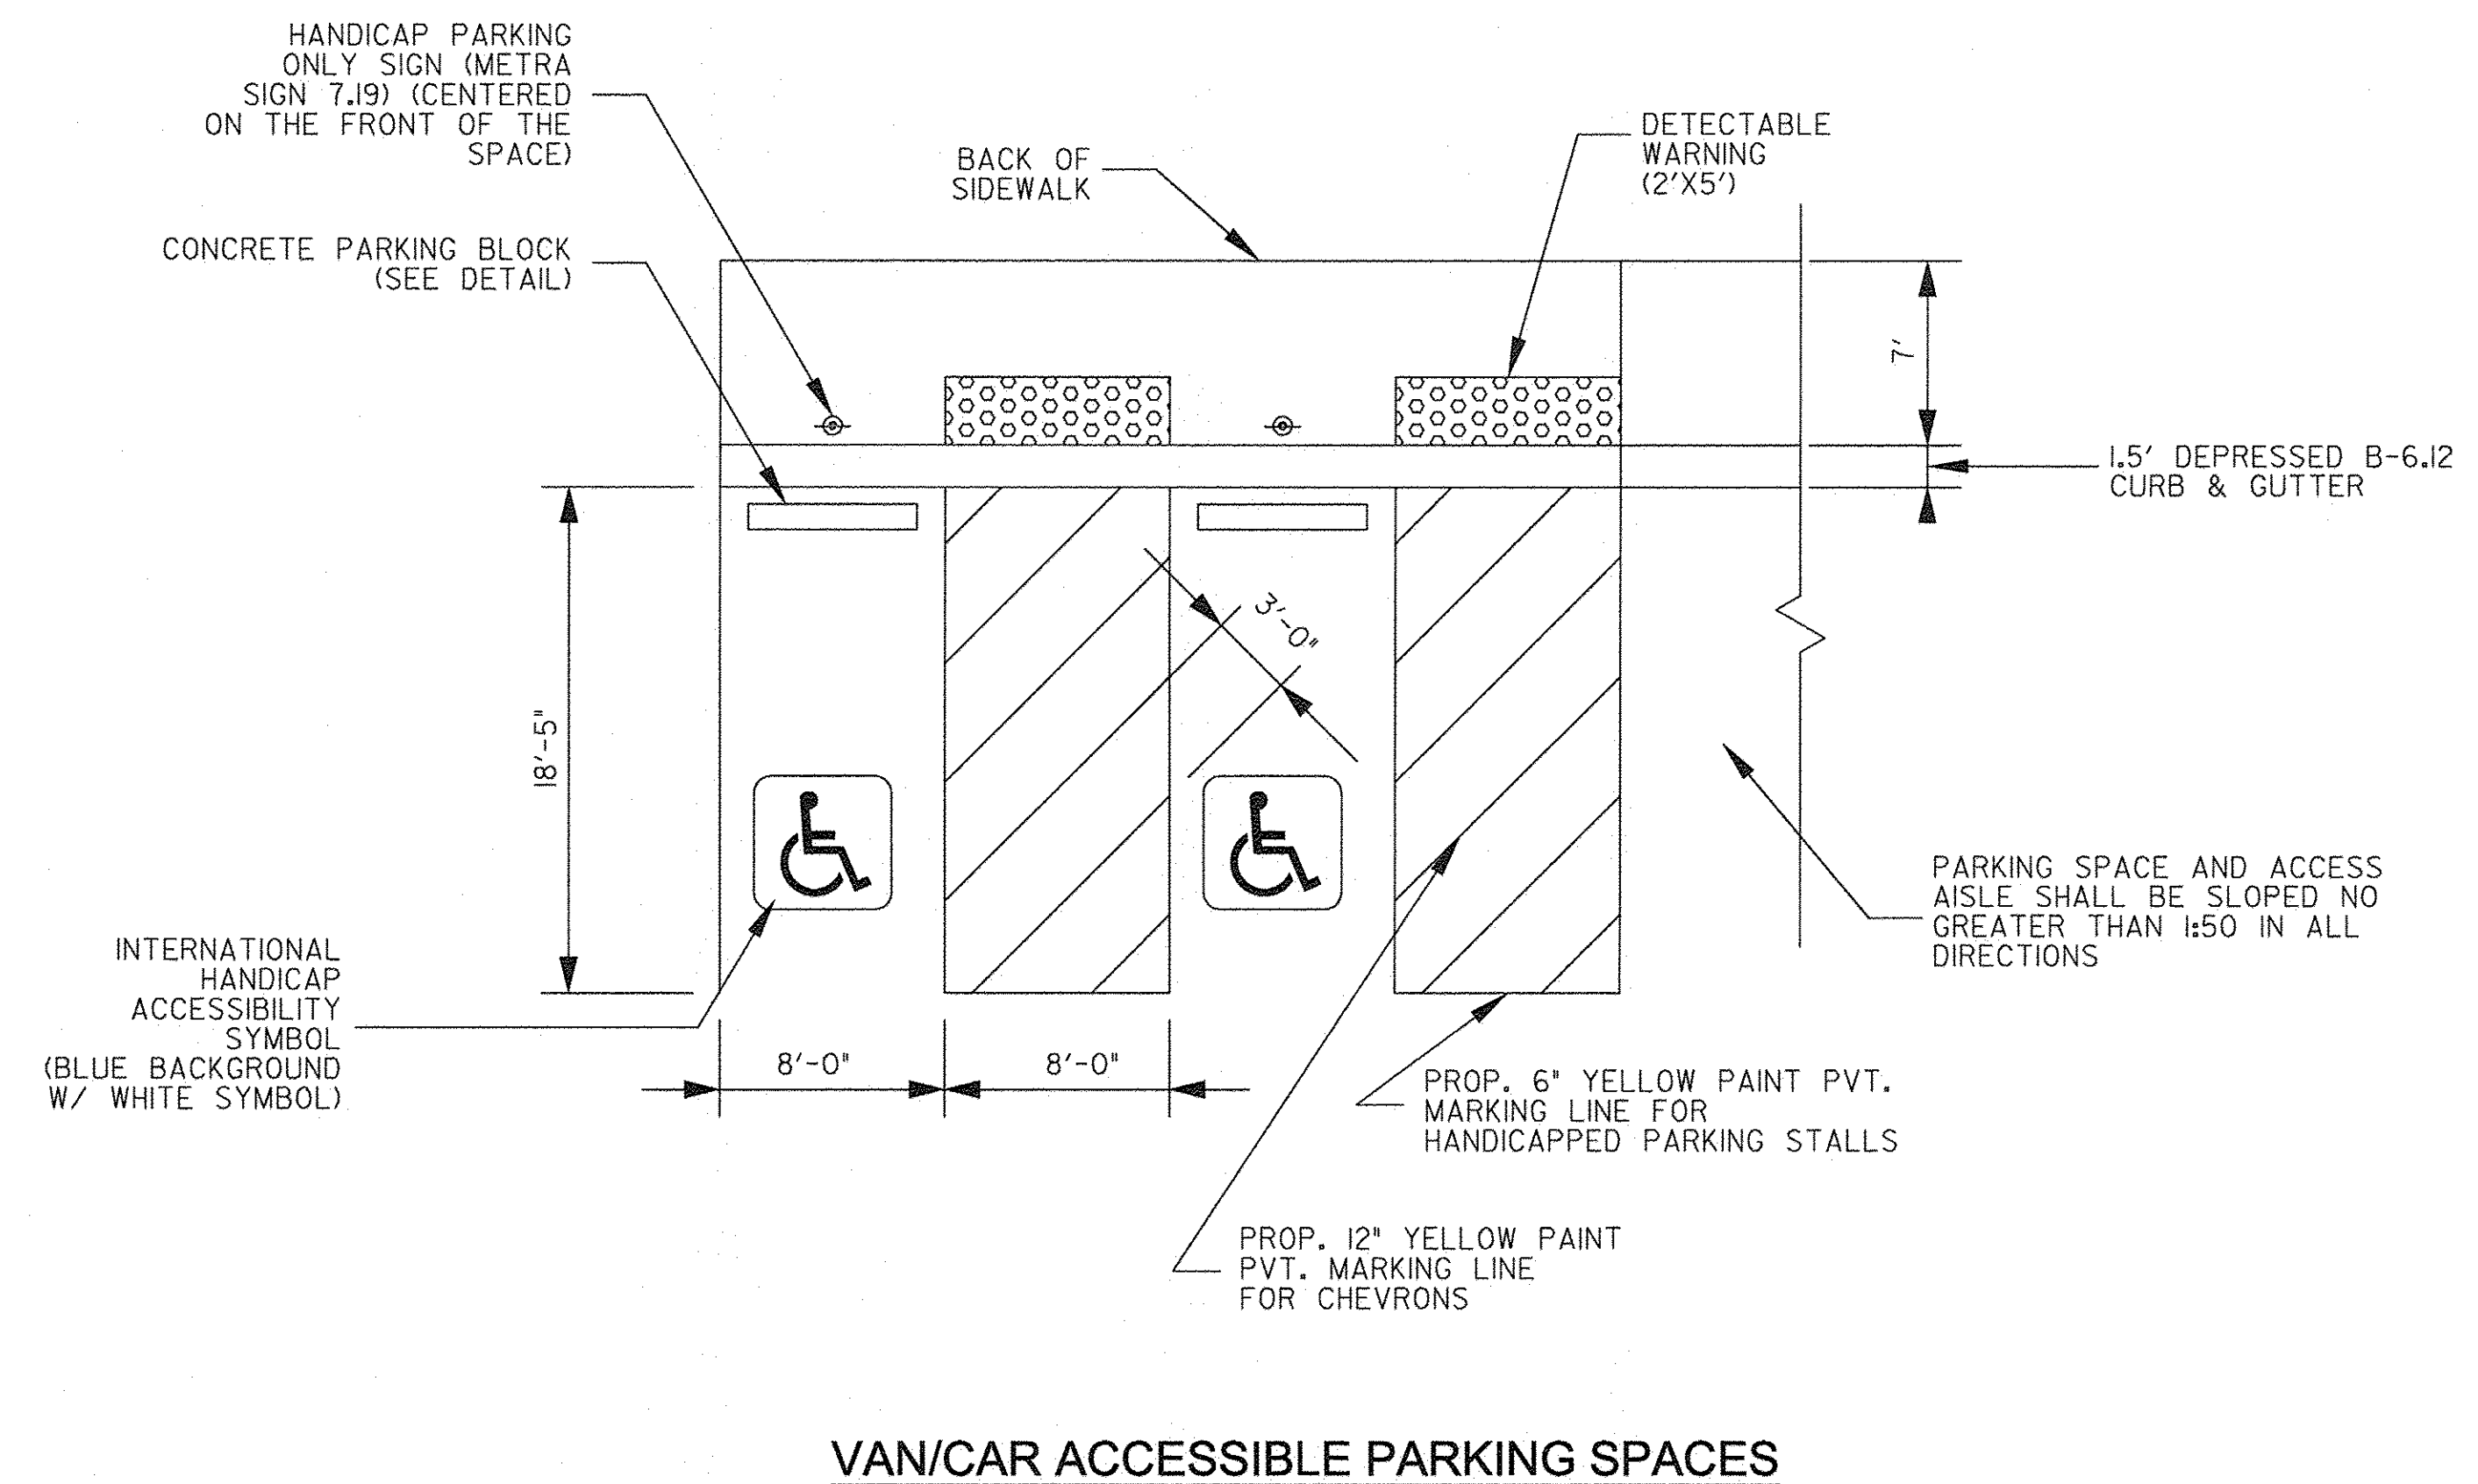 HANDICAP PARKING
ONLY SIGN (METRA
SIGN 7.19) (CENTERED
ON THE FRONT OF THE
SPACE)
CONCRETE PARKING BLOCK
(SEE DETAIL)
BACK OF
SIDEWALK
DETECTABLE
WARNING
(2'X5')
7'
1.5' DEPRESSED B-6.12
CURB & GUTTER
3'-0"
18'-5"
PARKING SPACE AND ACCESS
AISLE SHALL BE SLOPED NO
GREATER THAN 1:50 IN ALL
DIRECTIONS
INTERNATIONAL
HANDICAP
ACCESSIBILITY
SYMBOL
(BLUE BACKGROUND
W/ WHITE SYMBOL)
8'-0"
8'-0"
PROP. 6" YELLOW PAINT PVT.
MARKING LINE FOR
HANDICAPPED PARKING STALLS
PROP. 12" YELLOW PAINT
PVT. MARKING LINE
FOR CHEVRONS
VAN/CAR ACCESSIBLE PARKING SPACES